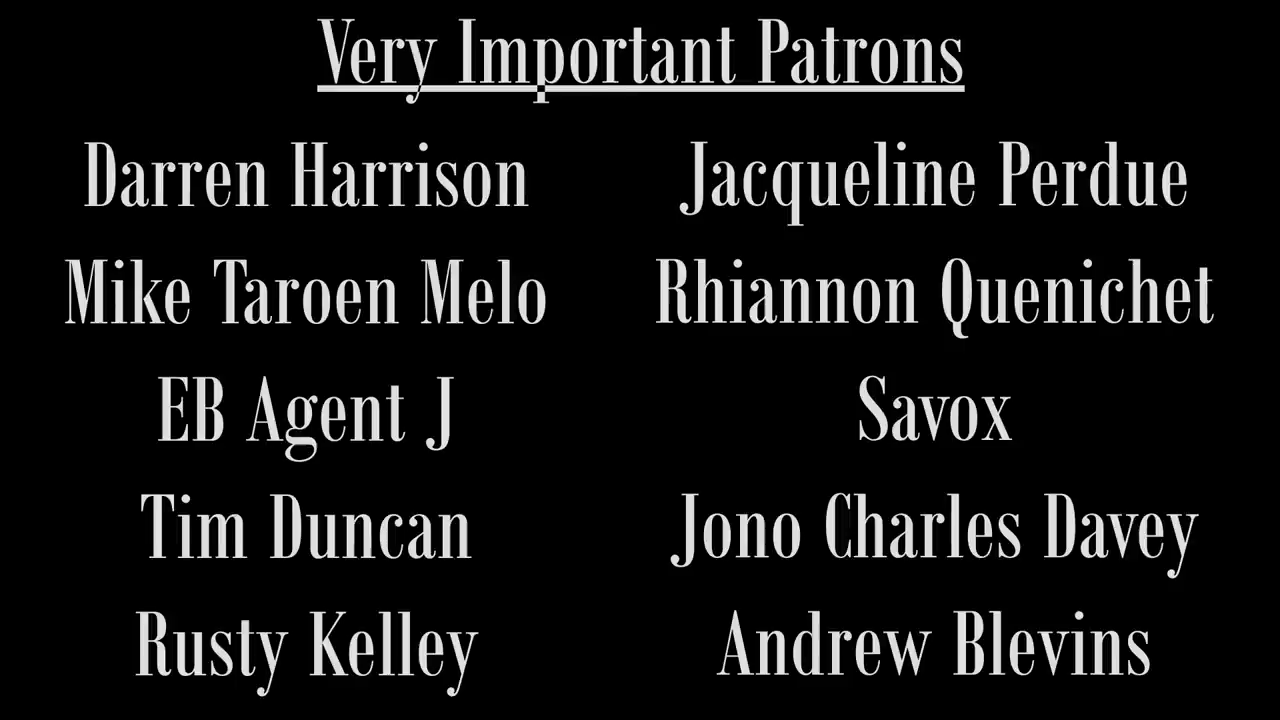 Very Important Patrons
Darren Harrison
Jacqueline Perdue
Mike Taroen Melo
Rhiannon Quenichet
EB Agent J
Savox
Tim Duncan
Jono Charles Davey
Rusty Kelley
Andrew Blevins